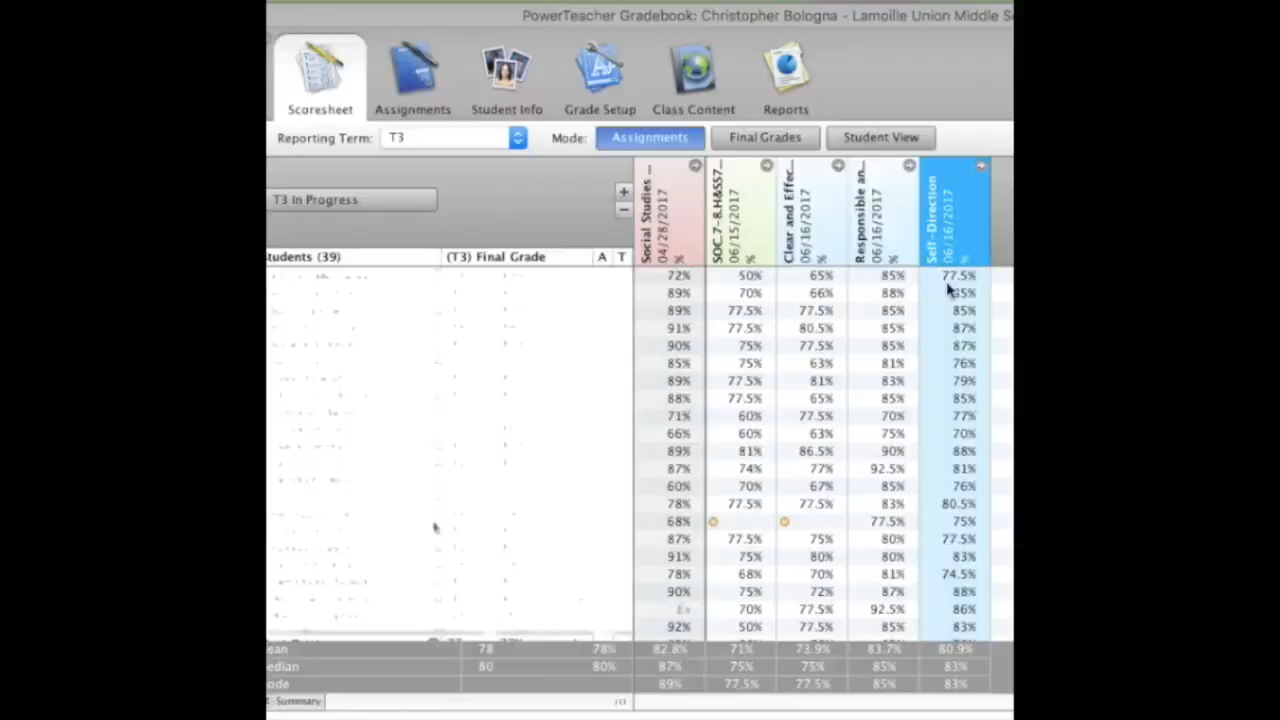 PowerTeacher Gradebook: Christopher Bologna - Lamoille Union Middle S
Scoresheet Assignments Student Info Grade Setup Class Content Reports
Reporting Term: T3 Mode: Assignments Final Grades Student View
T3 In Progress + −
Social Studies ... 04/28/2017 %
SOC.7-8.H&SS7... 06/15/2017 %
Clear and Effec... 06/16/2017 %
Responsible an... 06/16/2017 %
Self-Direction 06/16/2017 %
tudents (39) (T3) Final Grade A T
72% 50% 65% 85% 77.5%
89% 70% 66% 88% 85%
89% 77.5% 77.5% 85% 85%
91% 77.5% 80.5% 85% 87%
90% 75% 77.5% 85% 87%
85% 75% 63% 81% 76%
89% 77.5% 81% 83% 79%
88% 77.5% 65% 85% 85%
71% 60% 77.5% 70% 77%
66% 60% 63% 75% 70%
89% 81% 86.5% 90% 88%
87% 74% 77% 92.5% 81%
60% 70% 67% 85% 76%
78% 77.5% 77.5% 83% 80.5%
68% 77.5% 75%
87% 77.5% 75% 80% 77.5%
91% 75% 80% 80% 83%
78% 68% 70% 81% 74.5%
90% 75% 72% 87% 88%
Ex 70% 77.5% 92.5% 86%
92% 50% 77.5% 85% 83%
ean 78 78% 82.8% 71% 73.9% 83.7% 80.9%
edian 80 80% 87% 75% 75% 85% 83%
ode 89% 77.5% 77.5% 85% 83%
Summary